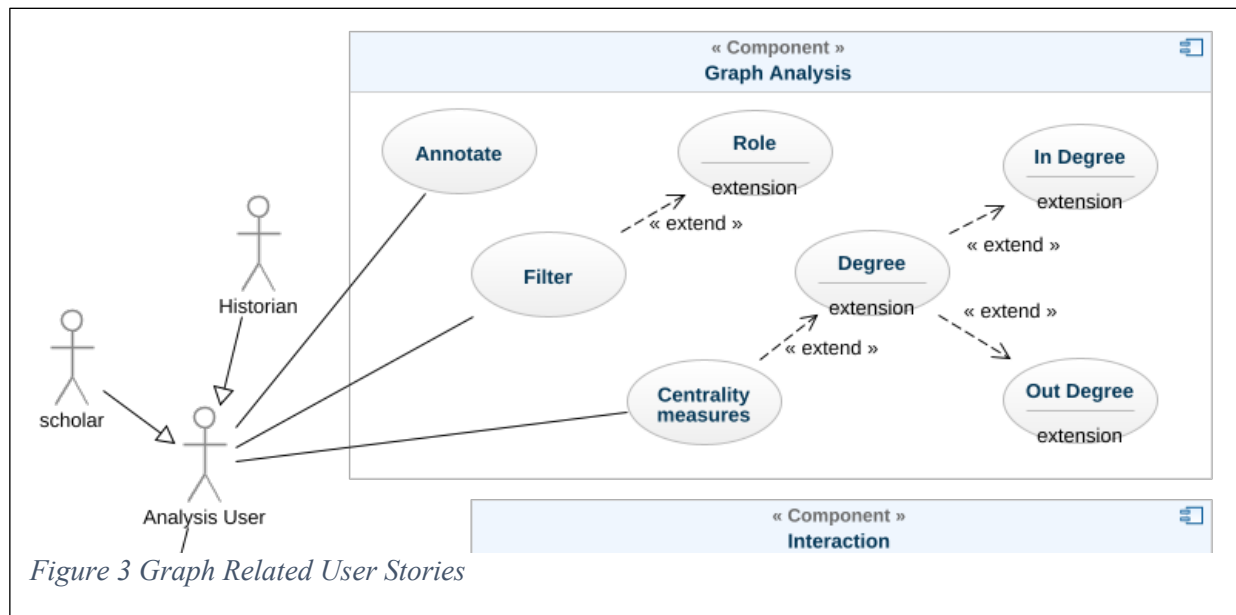 « Component »
Graph Analysis
Annotate
Role
extension
In Degree
extension
« extend »
« extend »
Filter
Degree
extension
Historian
« extend »
« extend »
Centrality
measures
Out Degree
extension
scholar
Analysis User
« Component »
Interaction
Figure 3 Graph Related User Stories